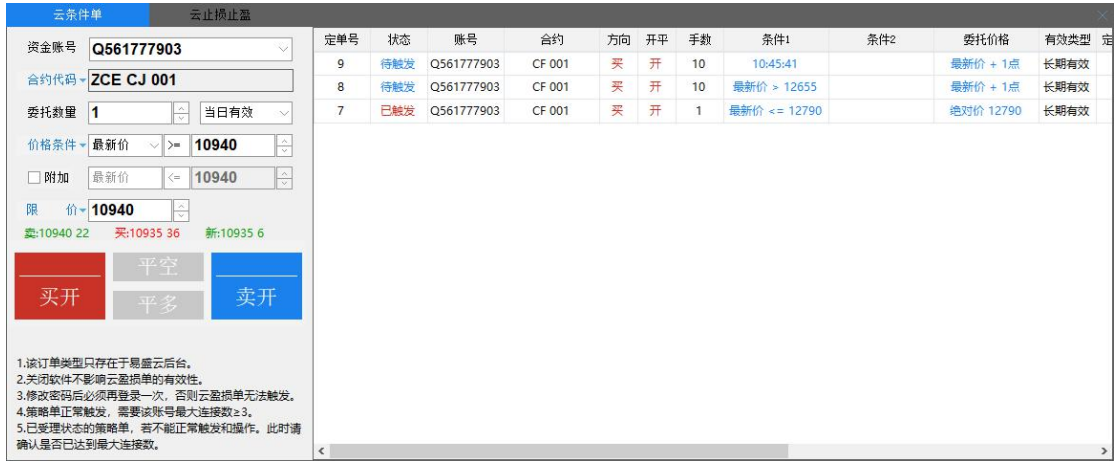 云条件单 云止损止盈
资金账号 Q561777903
合约代码 ZCE CJ 001
委托数量 1 当日有效
价格条件 最新价 >= 10940
附加 最新价 <= 10940
限 价 10940
卖:10940 22 买:10935 36 新:10935 6
买开 平空 平多 卖开
1.该订单类型只存在于易盛云后台。
2.关闭软件不影响云盈损单的有效性。
3.修改密码后必须再登录一次，否则云盈损单无法触发。
4.策略单正常触发，需要该账号最大连接数≥3。
5.已受理状态的策略单，若不能正常触发和操作。此时请
确认是否已达到最大连接数。
定单号 状态 账号 合约 方向 开平 手数 条件1 条件2 委托价格 有效类型 定
9 待触发 Q561777903 CF 001 买 开 10 10:45:41 最新价 + 1点 长期有效
8 待触发 Q561777903 CF 001 买 开 10 最新价 > 12655 最新价 + 1点 长期有效
7 已触发 Q561777903 CF 001 买 开 1 最新价 <= 12790 绝对价 12790 长期有效